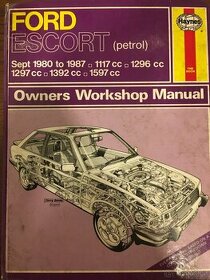 FORD
ESCORT (petrol)
Haynes
Sept 1980 to 1987 □ 1117 cc □ 1296 cc
1297 cc □ 1392 cc □ 1597 cc
Owners Workshop Manual